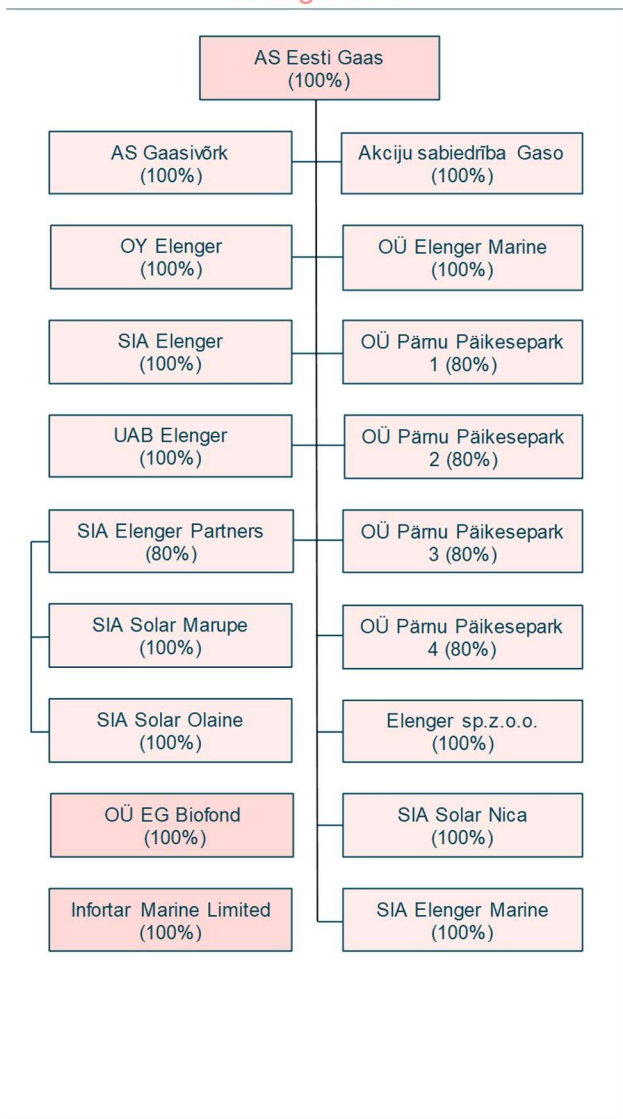 AS Eesti Gaas
(100%)
AS Gaasivõrk
(100%)
Akciju sabiedrība Gaso
(100%)
OY Elenger
(100%)
OÜ Elenger Marine
(100%)
SIA Elenger
(100%)
OÜ Pärnu Päikesepark
1 (80%)
UAB Elenger
(100%)
OÜ Pärnu Päikesepark
2 (80%)
SIA Elenger Partners
(80%)
OÜ Pärnu Päikesepark
3 (80%)
SIA Solar Marupe
(100%)
OÜ Pärnu Päikesepark
4 (80%)
SIA Solar Olaine
(100%)
Elenger sp.z.o.o.
(100%)
OÜ EG Biofond
(100%)
SIA Solar Nica
(100%)
Infortar Marine Limited
(100%)
SIA Elenger Marine
(100%)